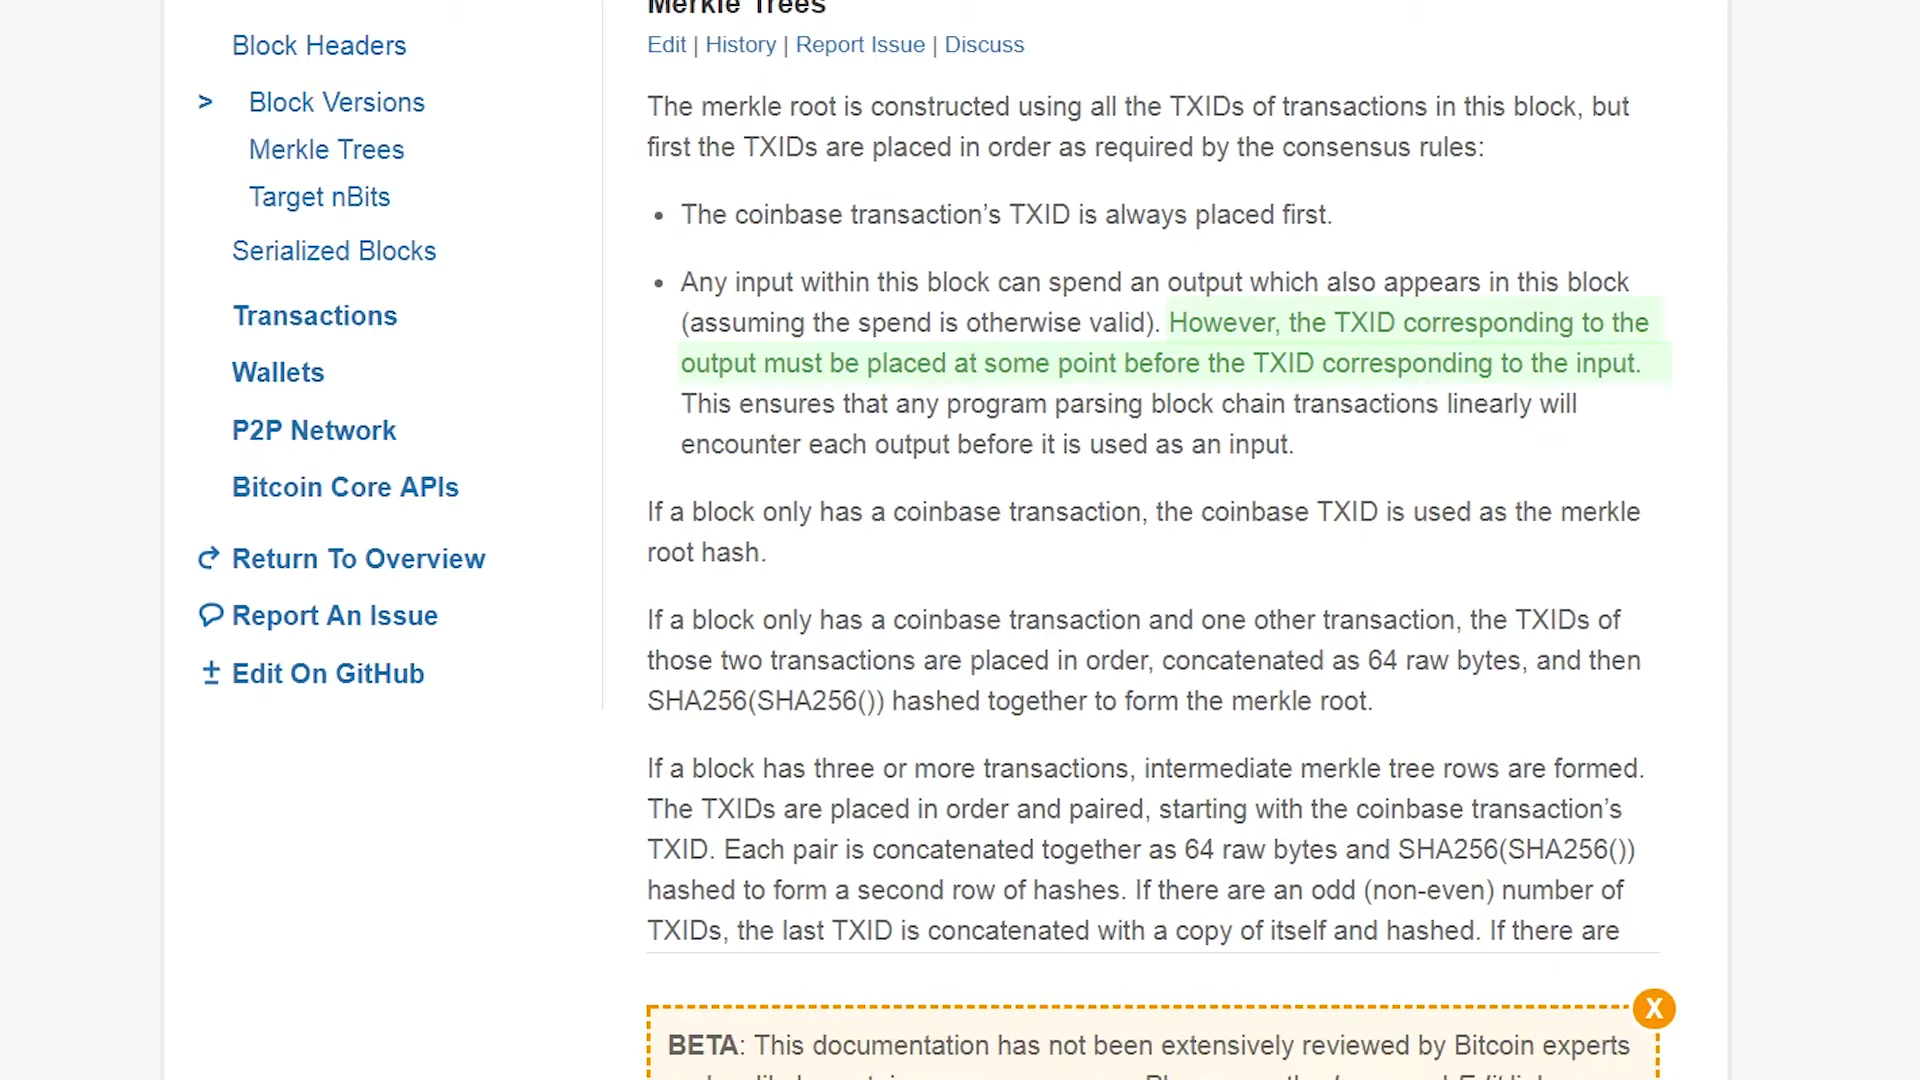 Block Headers
> Block Versions
Merkle Trees
Target nBits
Serialized Blocks
Transactions
Wallets
P2P Network
Bitcoin Core APIs
Return To Overview
Report An Issue
Edit On GitHub
Merkle Trees
Edit | History | Report Issue | Discuss
The merkle root is constructed using all the TXIDs of transactions in this block, but
first the TXIDs are placed in order as required by the consensus rules:
• The coinbase transaction’s TXID is always placed first.
• Any input within this block can spend an output which also appears in this block
(assuming the spend is otherwise valid). However, the TXID corresponding to the
output must be placed at some point before the TXID corresponding to the input.
This ensures that any program parsing block chain transactions linearly will
encounter each output before it is used as an input.
If a block only has a coinbase transaction, the coinbase TXID is used as the merkle
root hash.
If a block only has a coinbase transaction and one other transaction, the TXIDs of
those two transactions are placed in order, concatenated as 64 raw bytes, and then
SHA256(SHA256()) hashed together to form the merkle root.
If a block has three or more transactions, intermediate merkle tree rows are formed.
The TXIDs are placed in order and paired, starting with the coinbase transaction’s
TXID. Each pair is concatenated together as 64 raw bytes and SHA256(SHA256())
hashed to form a second row of hashes. If there are an odd (non-even) number of
TXIDs, the last TXID is concatenated with a copy of itself and hashed. If there are
X
BETA: This documentation has not been extensively reviewed by Bitcoin experts